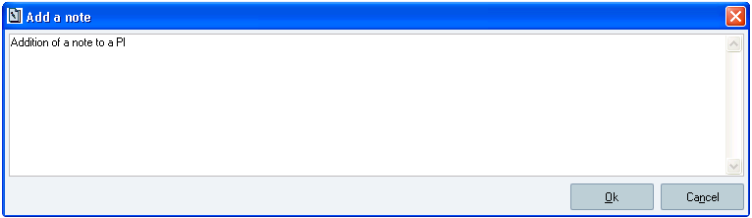 Add a note
Addition of a note to a PI
Ok
Cancel